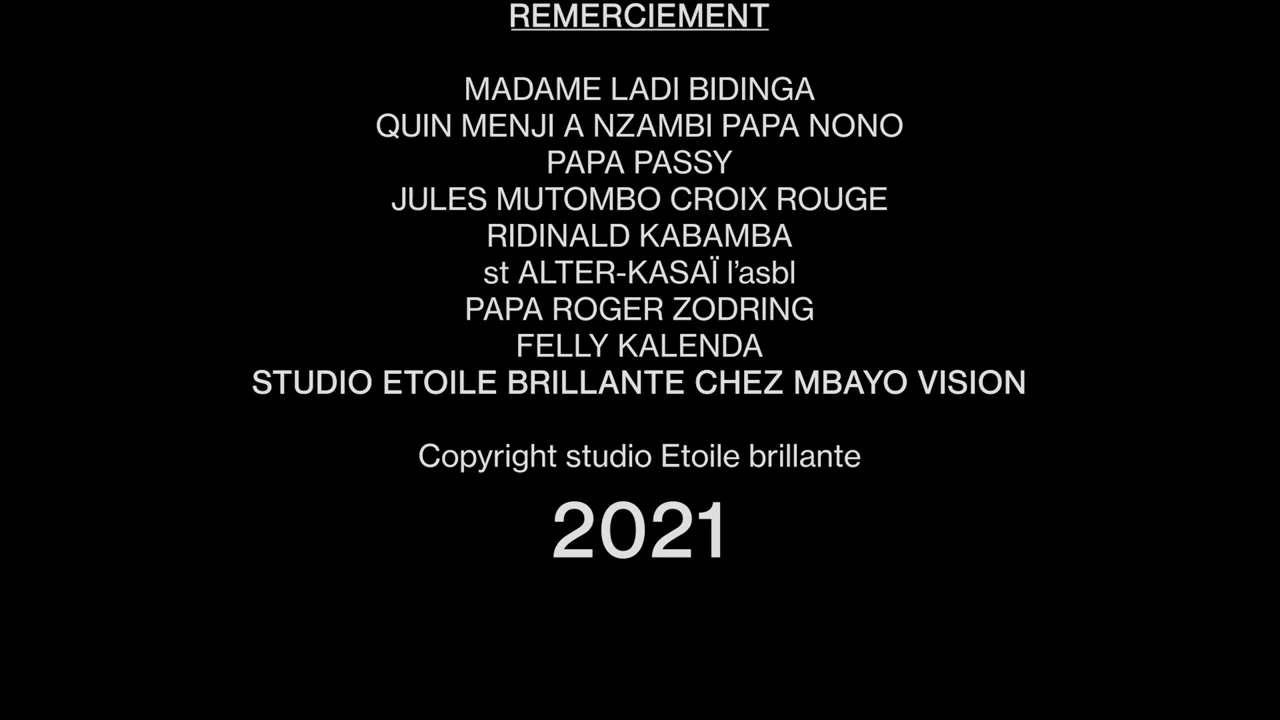 REMERCIEMENT
MADAME LADI BIDINGA
QUIN MENJI A NZAMBI PAPA NONO
PAPA PASSY
JULES MUTOMBO CROIX ROUGE
RIDINALD KABAMBA
st ALTER-KASAÏ l’asbl
PAPA ROGER ZODRING
FELLY KALENDA
STUDIO ETOILE BRILLANTE CHEZ MBAYO VISION
Copyright studio Etoile brillante
2021